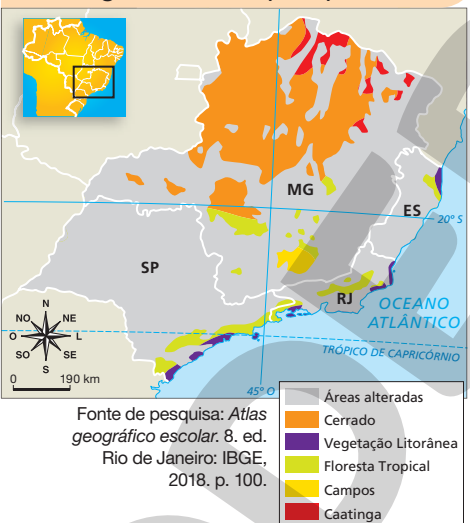 MG
ES
20º S
SP
RJ
OCEANO
ATLÂNTICO
TRÓPICO DE CAPRICÓRNIO
N
NO
NE
O
L
SO
SE
S
0 190 km
45º O
Fonte de pesquisa: Atlas
geográfico escolar. 8. ed.
Rio de Janeiro: IBGE,
2018. p. 100.
Áreas alteradas
Cerrado
Vegetação Litorânea
Floresta Tropical
Campos
Caatinga